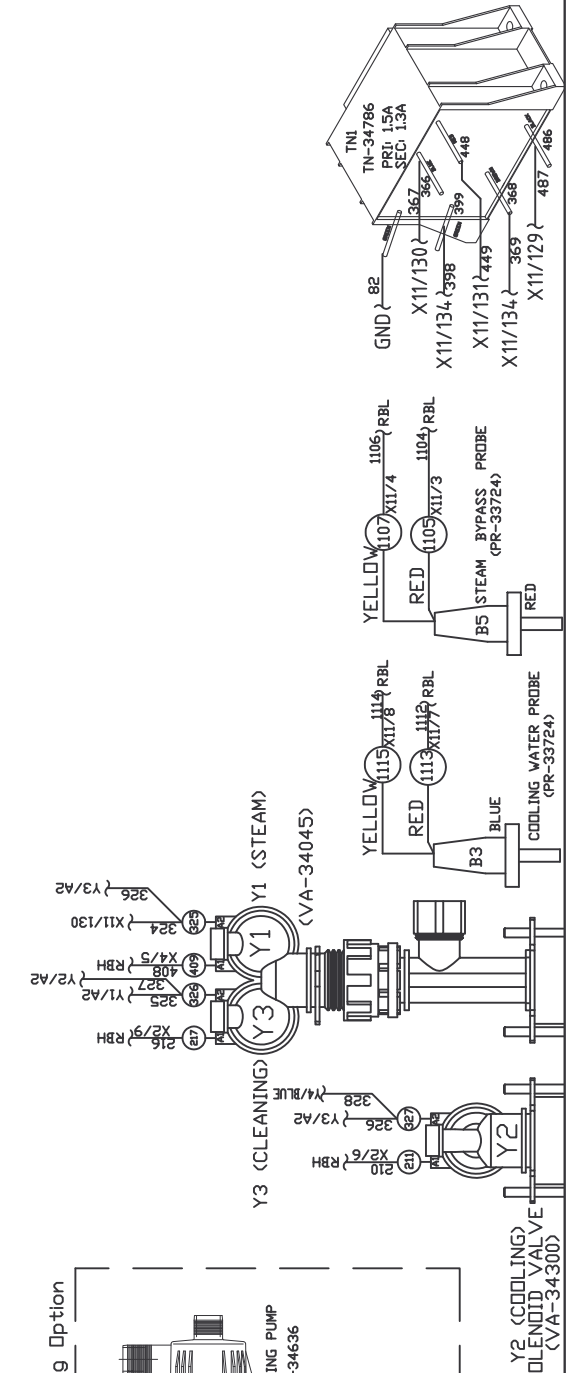 TN1
TN-34786
PRI: 1.5A
SEC: 1.3A
448
486
487
368
369
399
366
367
398
449
82
GND
X11/130
X11/134
X11/131
X11/134
X11/129
1106
RBL
X11/4
1107
YELLOW
1104
RBL
X11/3
1105
RED
B5
STEAM BYPASS PROBE
(PR-33724)
RED
1114
RBL
X11/8
1115
YELLOW
1112
RBL
X11/7
1113
RED
B3
BLUE
COOLING WATER PROBE
(PR-33724)
Y3/A2
326
X11/130
324
325
A2
RBH
X4/5
408
409
A1
Y1
Y1 (STEAM)
(VA-34045)
Y2/A2
327
Y1/A2
325
326
A2
RBH
X2/9
216
217
A1
Y3
Y3 (CLEANING)
Y4/BLUE
328
Y3/A2
326
327
A2
RBH
X2/6
210
211
A1
Y2
Y2 (COOLING)
OLENOID VALVE
(VA-34300)
g Option
ING PUMP
-34636